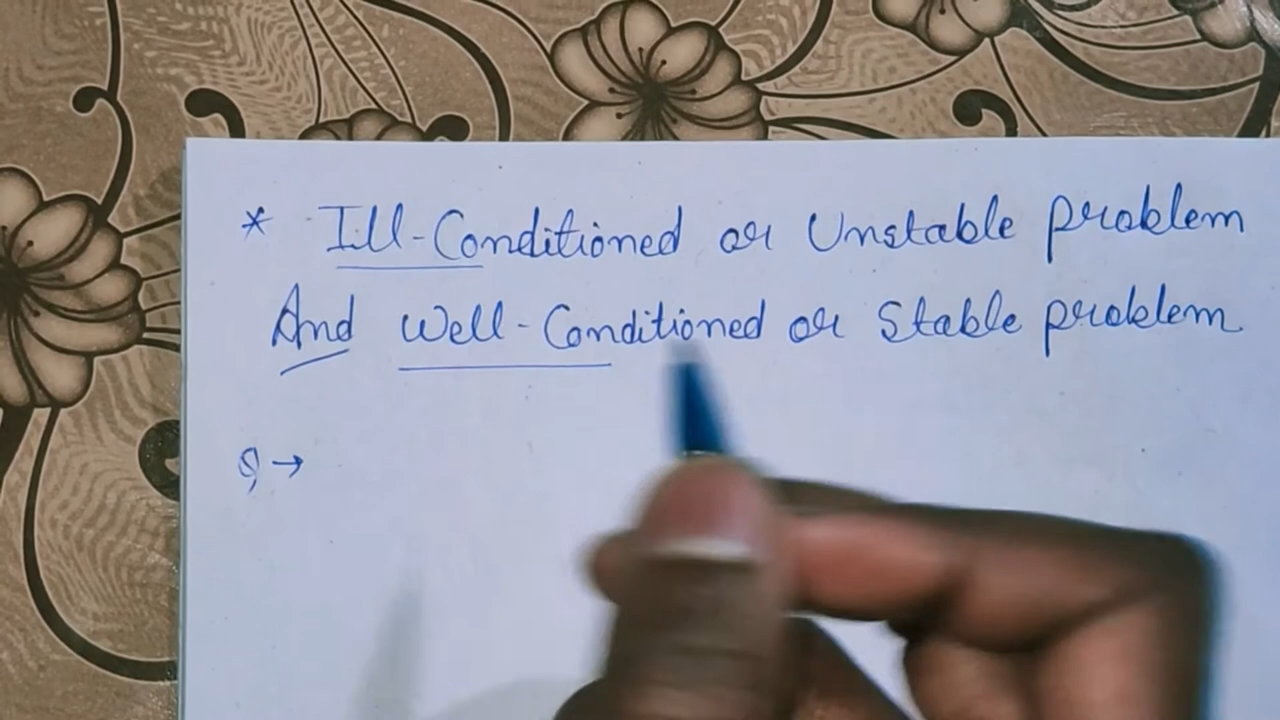 * Ill-Conditioned or Unstable problem
And Well-Conditioned or Stable problem
Q →